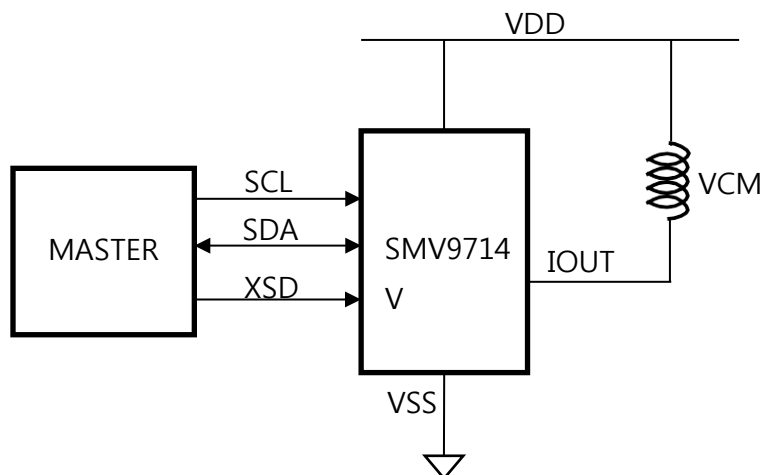 VDD
SCL
VCM
SDA
MASTER
SMV9714
V
IOUT
XSD
VSS